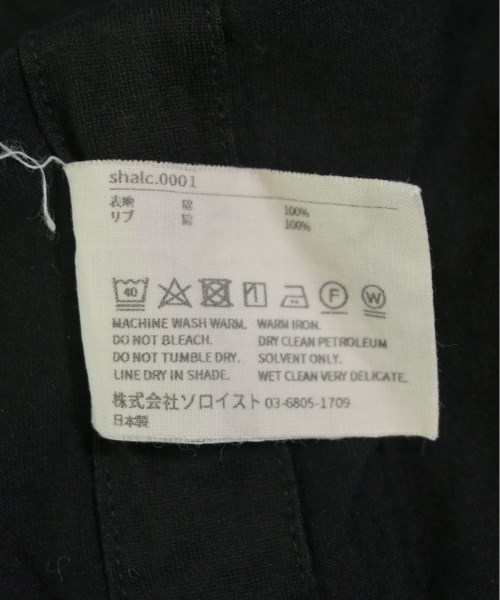 shalc.0001
表地 綿 100%
リブ 綿 100%
40 F W
MACHINE WASH WARM. WARM IRON.
DO NOT BLEACH. DRY CLEAN PETROLEUM
DO NOT TUMBLE DRY. SOLVENT ONLY.
LINE DRY IN SHADE. WET CLEAN VERY DELICATE.
株式会社ソロイスト 03-6805-1709
日本製